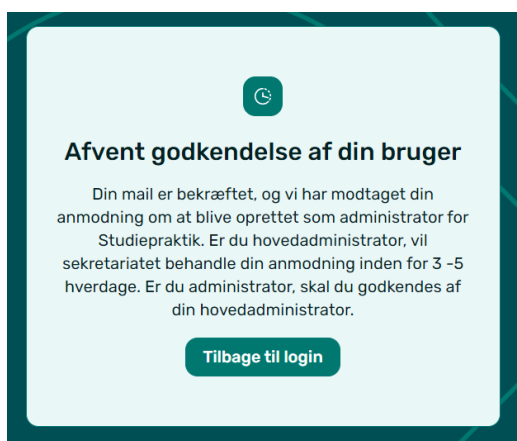 Afvent godkendelse af din bruger
Din mail er bekræftet, og vi har modtaget din
anmodning om at blive oprettet som administrator for
Studiepraktik. Er du hovedadministrator, vil
sekretariatet behandle din anmodning inden for 3 -5
hverdage. Er du administrator, skal du godkendes af
din hovedadministrator.
Tilbage til login